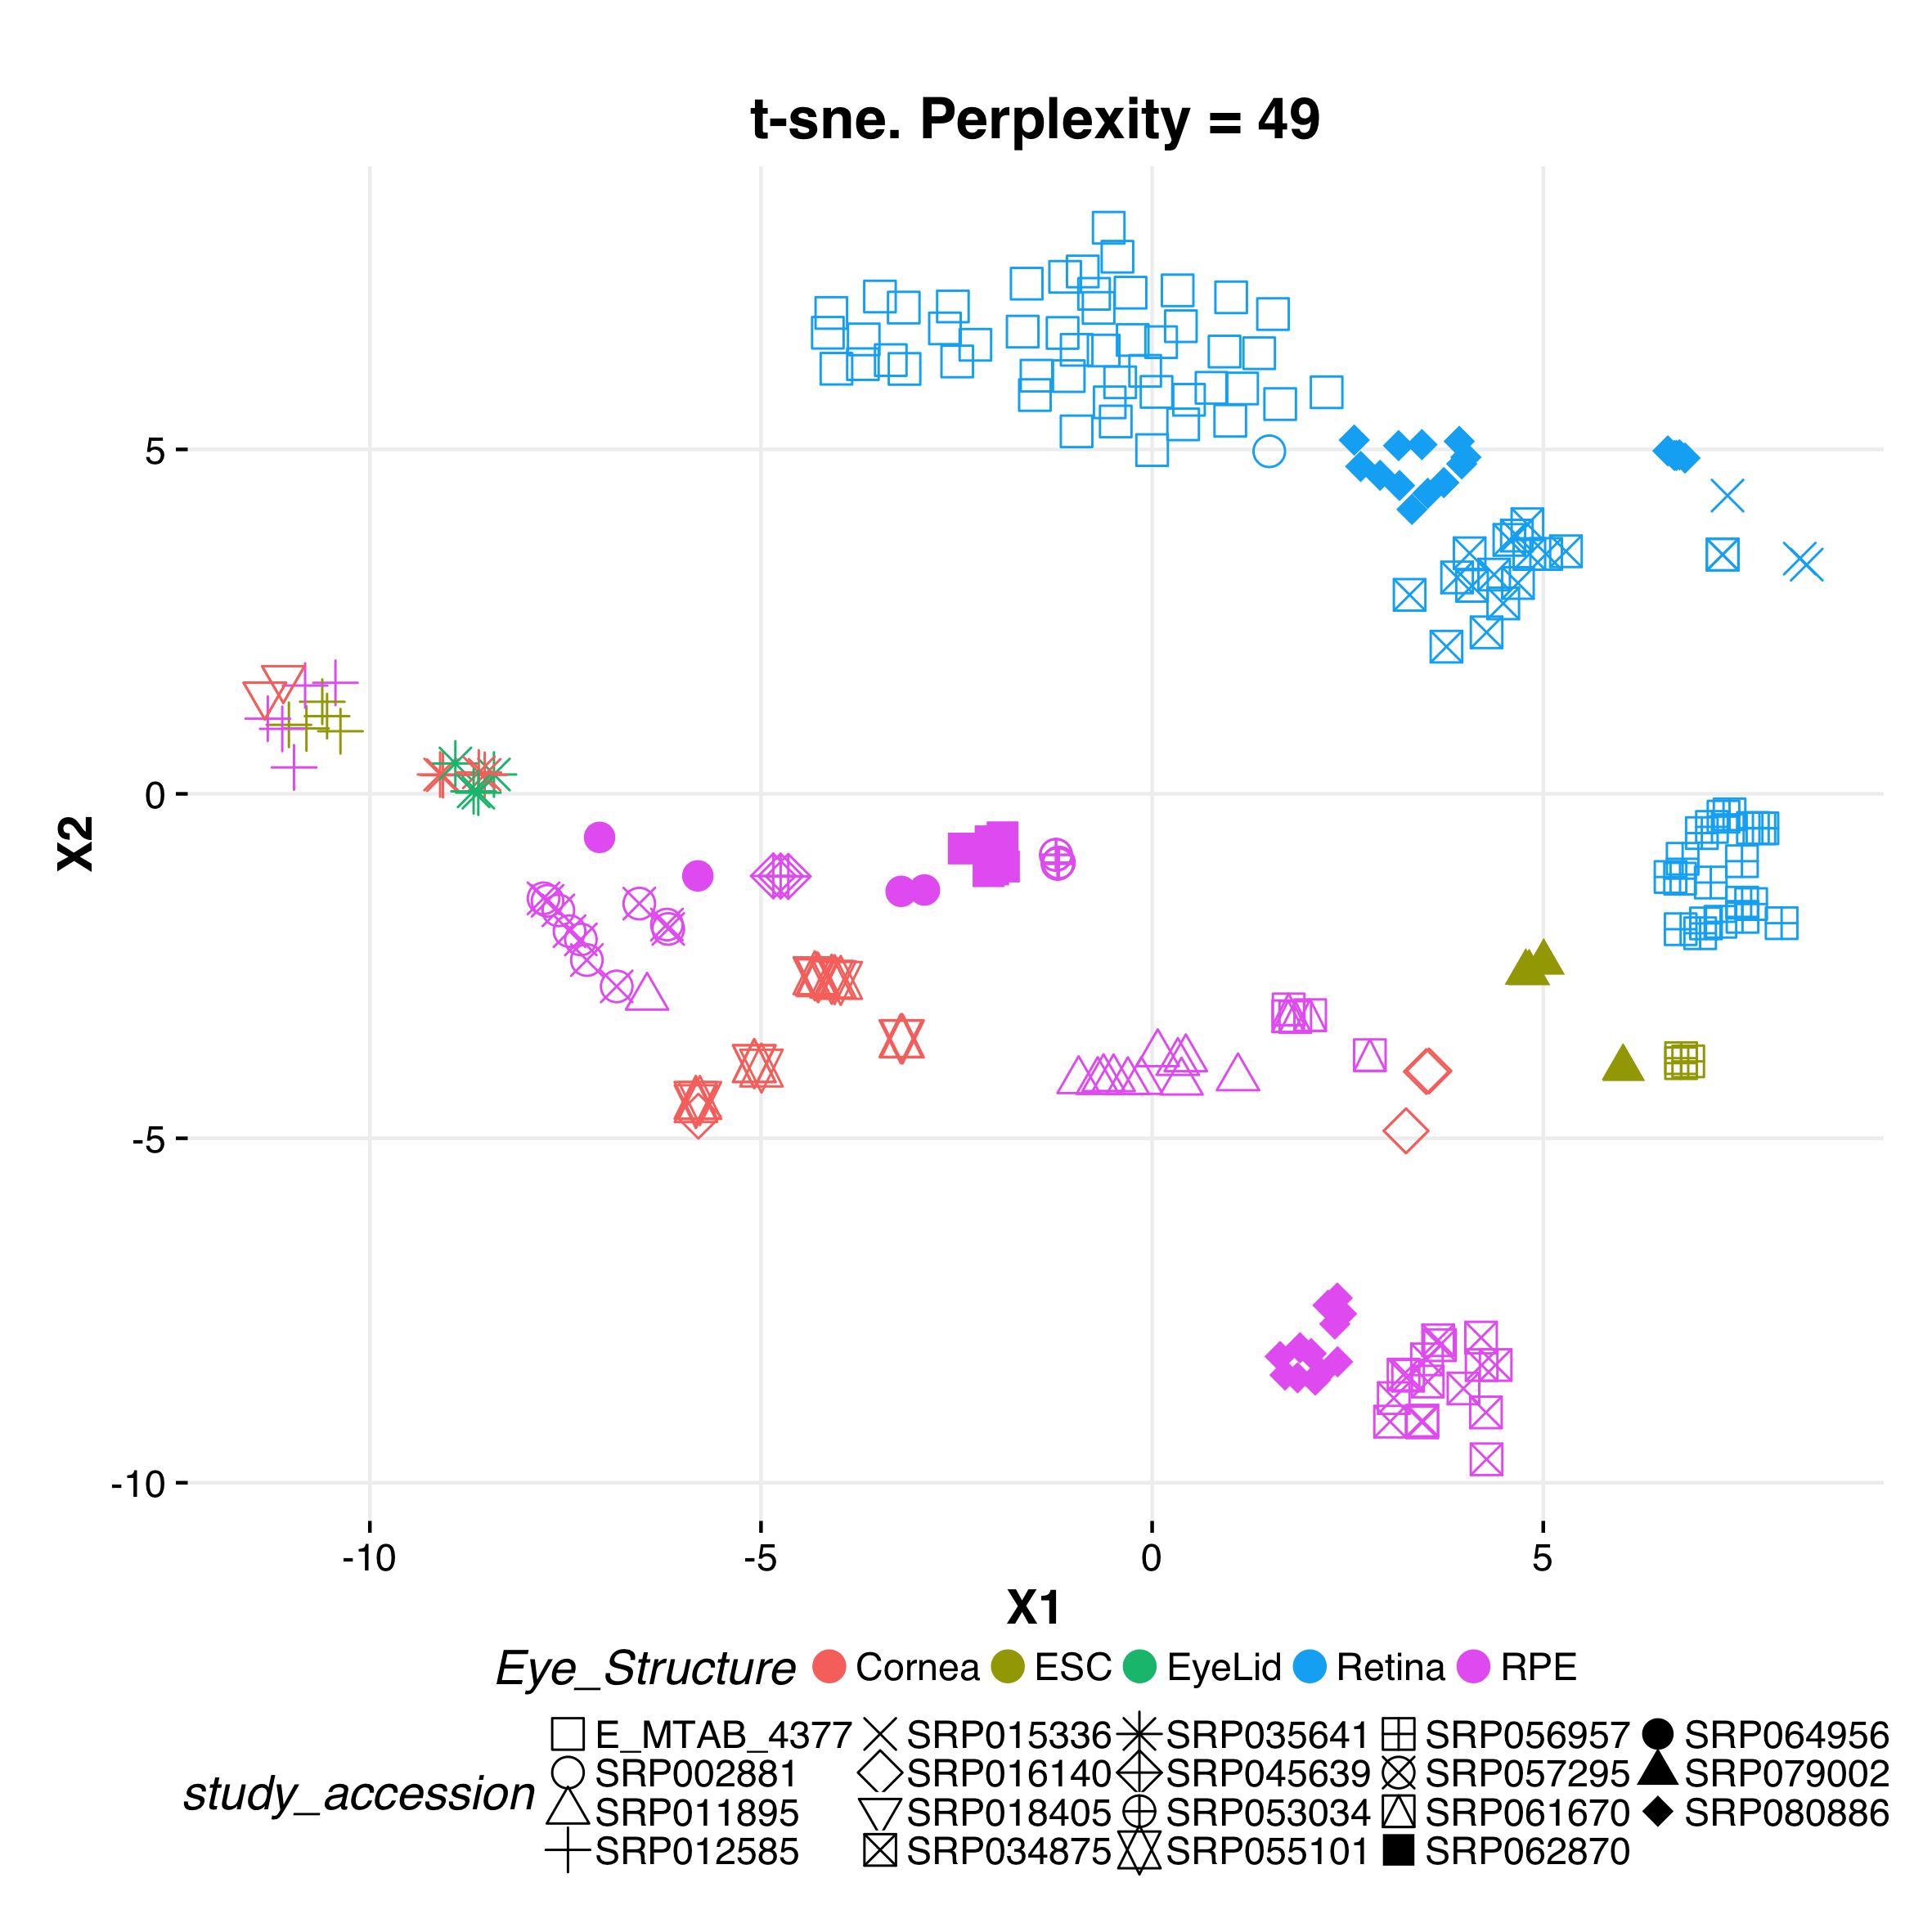 t-sne. Perplexity = 49
5
0
-5
-10
X2
-10 -5 0 5
X1
Eye_Structure Cornea ESC EyeLid Retina RPE
study_accession
E_MTAB_4377 SRP015336 SRP035641 SRP056957 SRP064956
SRP002881 SRP016140 SRP045639 SRP057295 SRP079002
SRP011895 SRP018405 SRP053034 SRP061670 SRP080886
SRP012585 SRP034875 SRP055101 SRP062870